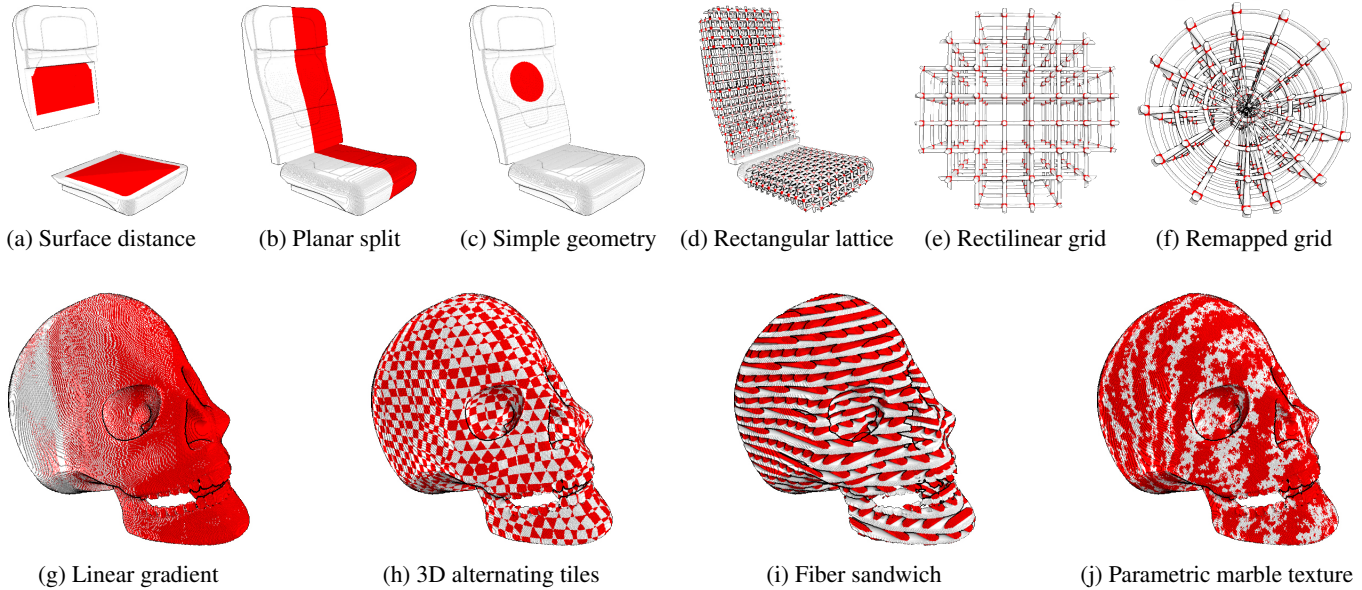 (a) Surface distance
(b) Planar split
(c) Simple geometry
(d) Rectangular lattice
(e) Rectilinear grid
(f) Remapped grid
(g) Linear gradient
(h) 3D alternating tiles
(i) Fiber sandwich
(j) Parametric marble texture